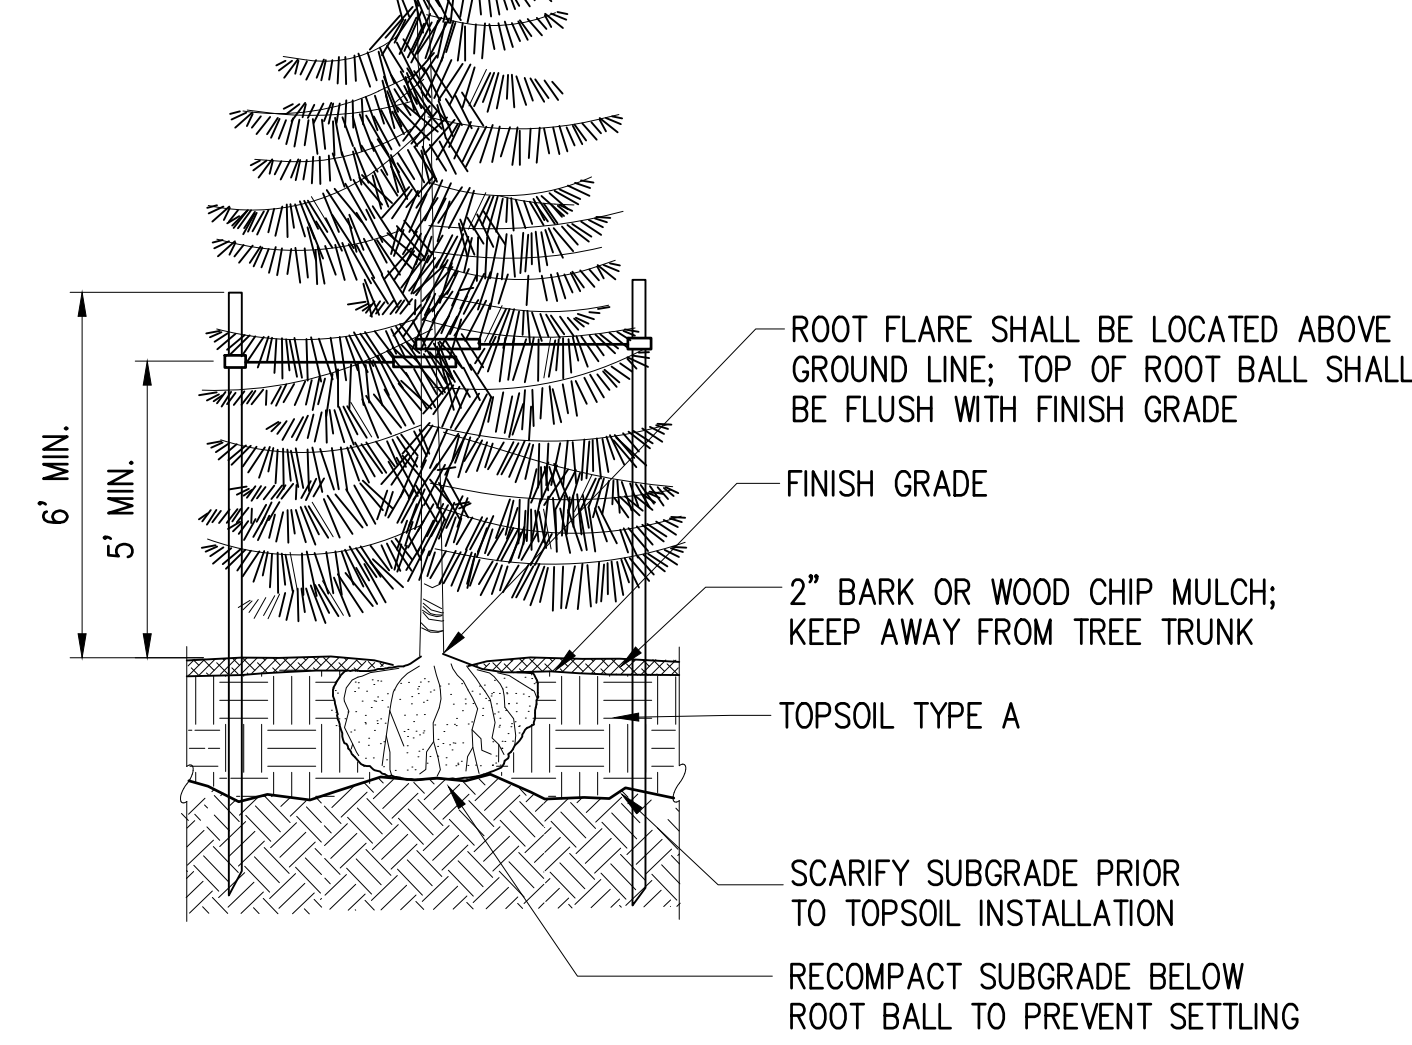 ROOT FLARE SHALL BE LOCATED ABOVE
GROUND LINE; TOP OF ROOT BALL SHALL
BE FLUSH WITH FINISH GRADE
6' MIN.
5' MIN.
FINISH GRADE
2” BARK OR WOOD CHIP MULCH;
KEEP AWAY FROM TREE TRUNK
TOPSOIL TYPE A
SCARIFY SUBGRADE PRIOR
TO TOPSOIL INSTALLATION
RECOMPACT SUBGRADE BELOW
ROOT BALL TO PREVENT SETTLING